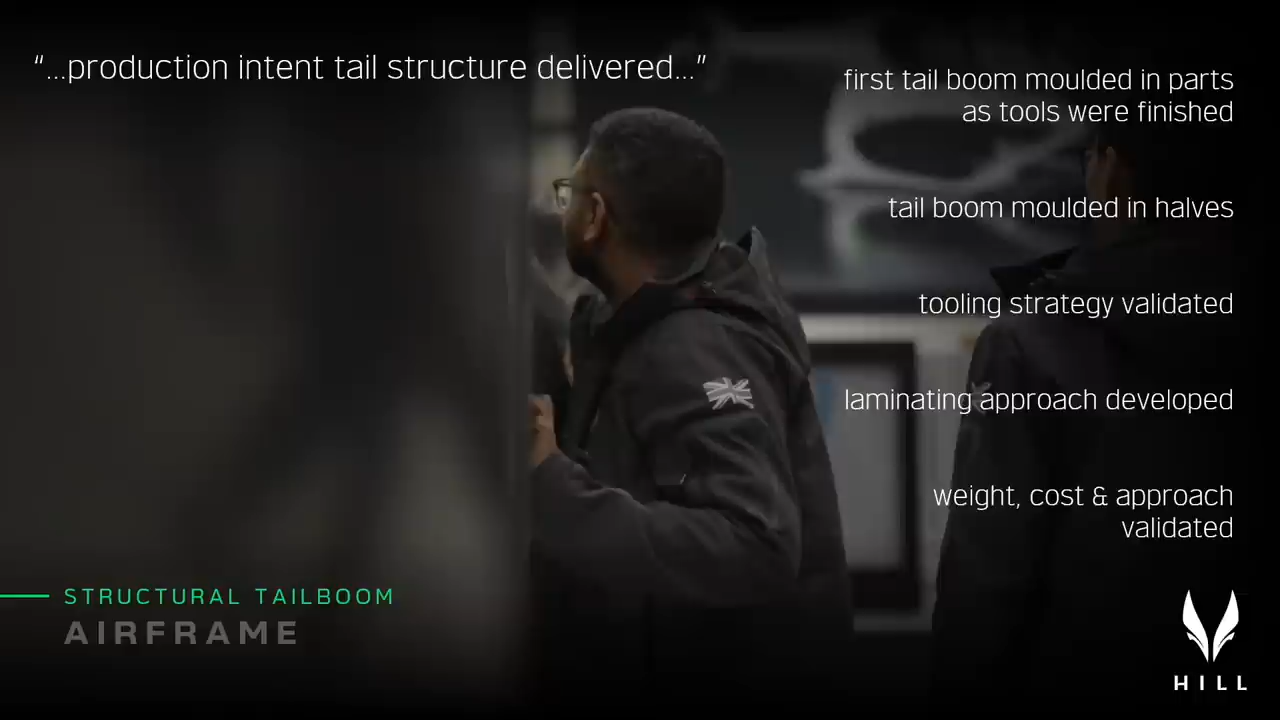 “...production intent tail structure delivered...”
first tail boom moulded in parts
as tools were finished
tail boom moulded in halves
tooling strategy validated
laminating approach developed
weight, cost & approach
validated
STRUCTURAL TAILBOOM
AIRFRAME
HILL